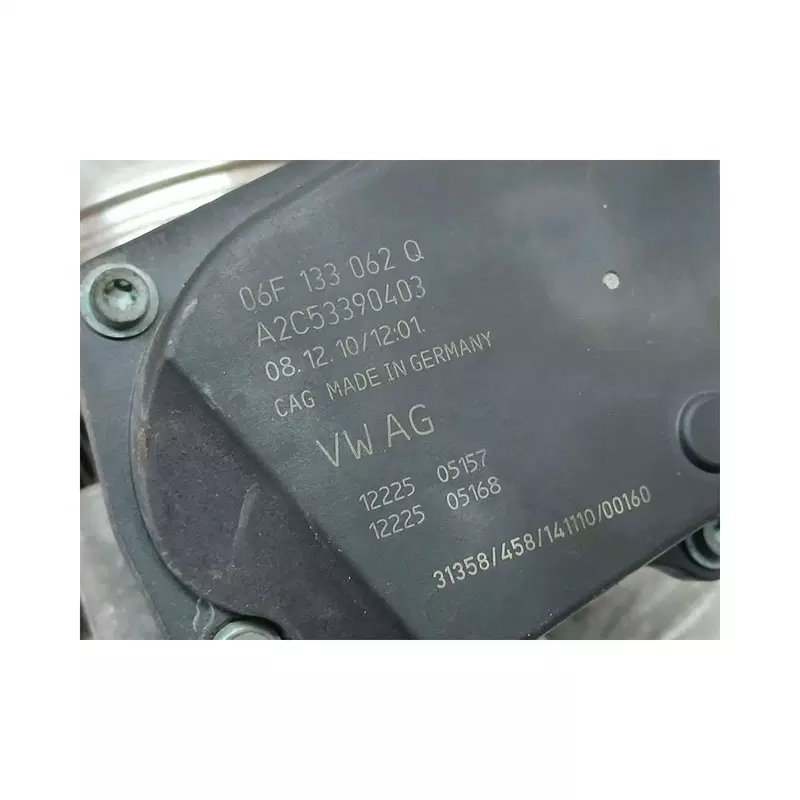 06F 133 062 Q
A2C53390403
08.12.10/12:01.
CAG MADE IN GERMANY
VW AG
12225 05157
12225 05168
31358/458/141110/00160